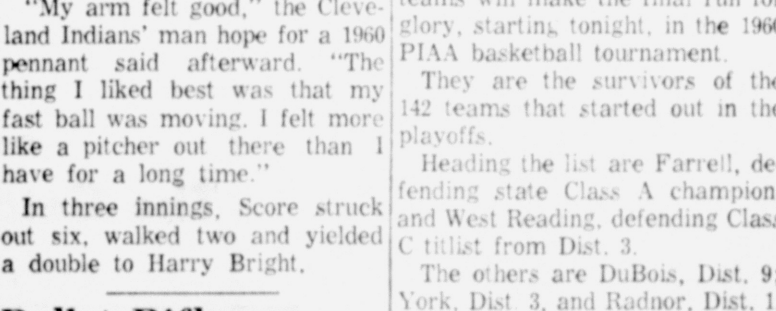 "My arm felt good," the Cleve-
land Indians' man hope for a 1960
pennant said afterward. "The
thing I liked best was that my
fast ball was moving. I felt more
like a pitcher out there than I
have for a long time."
In three innings, Score struck
out six, walked two and yielded
a double to Harry Bright.
teams will make the final run for
glory, starting tonight, in the 1960
PIAA basketball tournament.
They are the survivors of the
142 teams that started out in the
playoffs.
Heading the list are Farrell, de-
fending state Class A champion
and West Reading, defending Class
C titlist from Dist. 3.
The others are DuBois, Dist. 9;
York, Dist. 3, and Radnor, Dist. 1